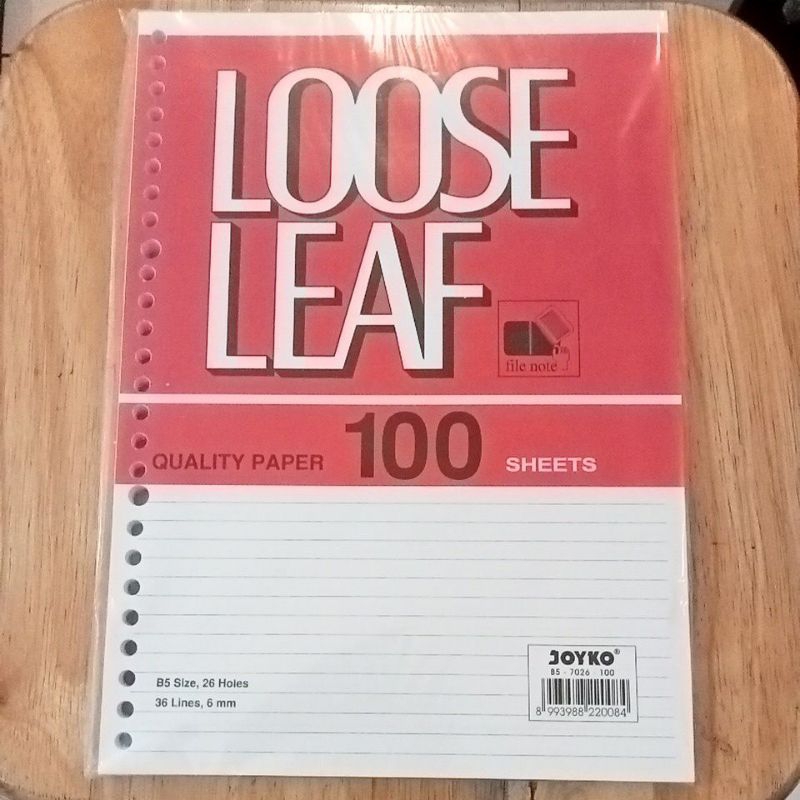 LOOSE
LEAF
file note
QUALITY PAPER 100 SHEETS
JOYKO®
B5 - 7026 100
8 993988 220084
B5 Size, 26 Holes
36 Lines, 6 mm